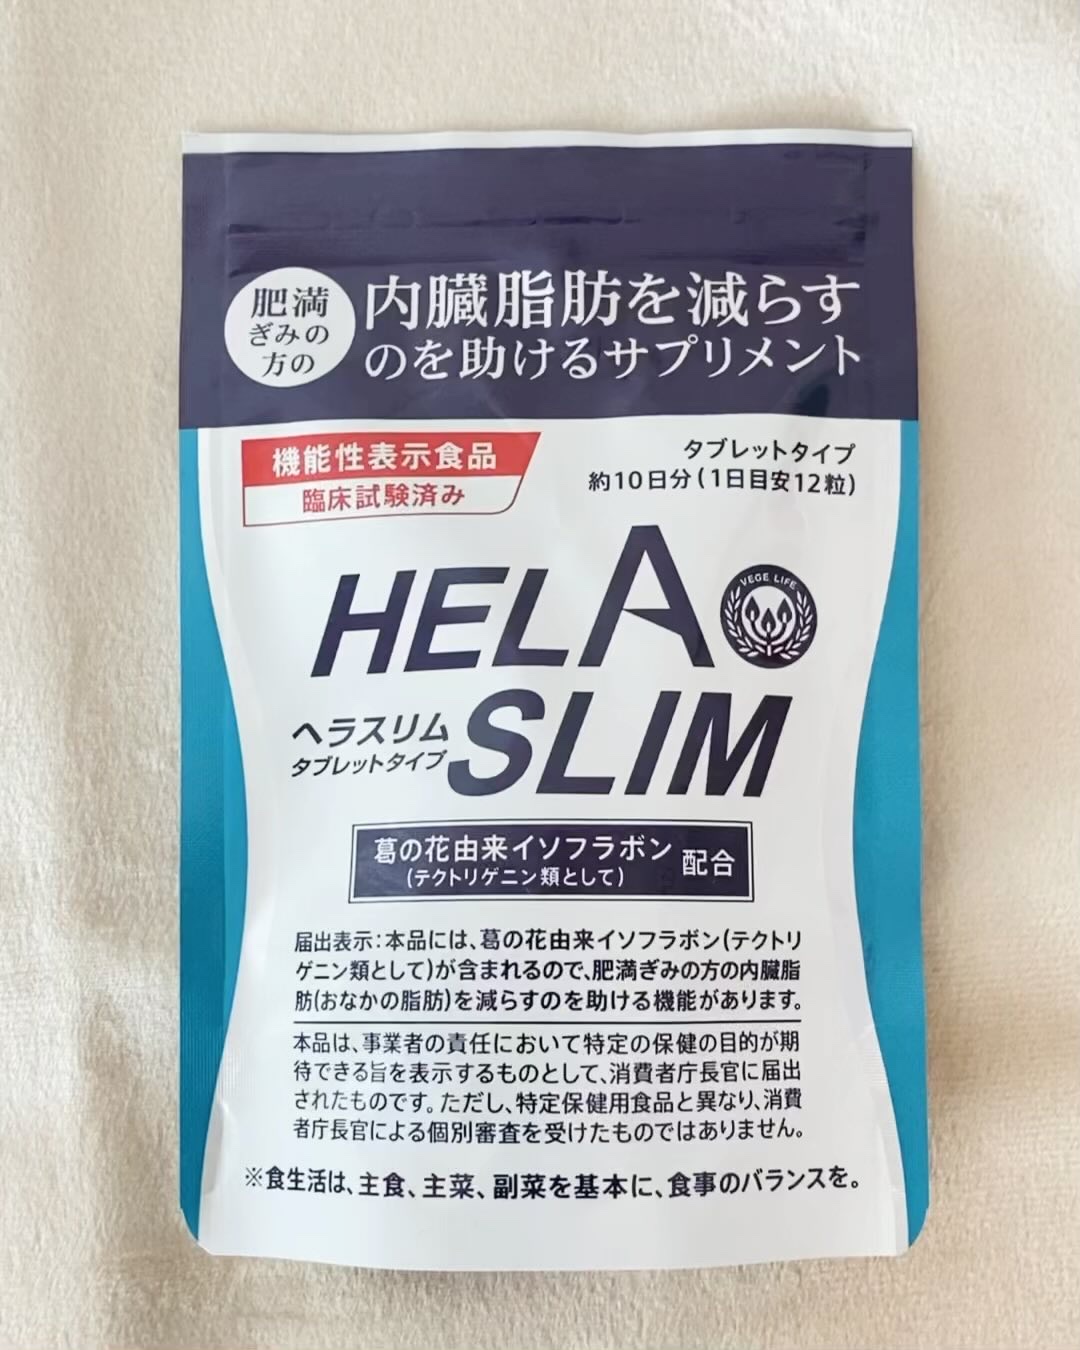 肥満
ぎみの
方の
内臓脂肪を減らす
のを助けるサプリメント
機能性表示食品
臨床試験済み
タブレットタイプ
約10日分(1日目安12粒)
HELA
VEGE LIFE
SLIM
ヘラスリム
タブレットタイプ
葛の花由来イソフラボン
(テクトリゲニン類として)
配合
届出表示:本品には、葛の花由来イソフラボン(テクトリ
ゲニン類として)が含まれるので、肥満ぎみの方の内臓脂
肪(おなかの脂肪)を減らすのを助ける機能があります。
本品は、事業者の責任において特定の保健の目的が期
待できる旨を表示するものとして、消費者庁長官に届出
されたものです。ただし、特定保健用食品と異なり、消費
者庁長官による個別審査を受けたものではありません。
※食生活は、主食、主菜、副菜を基本に、食事のバランスを。